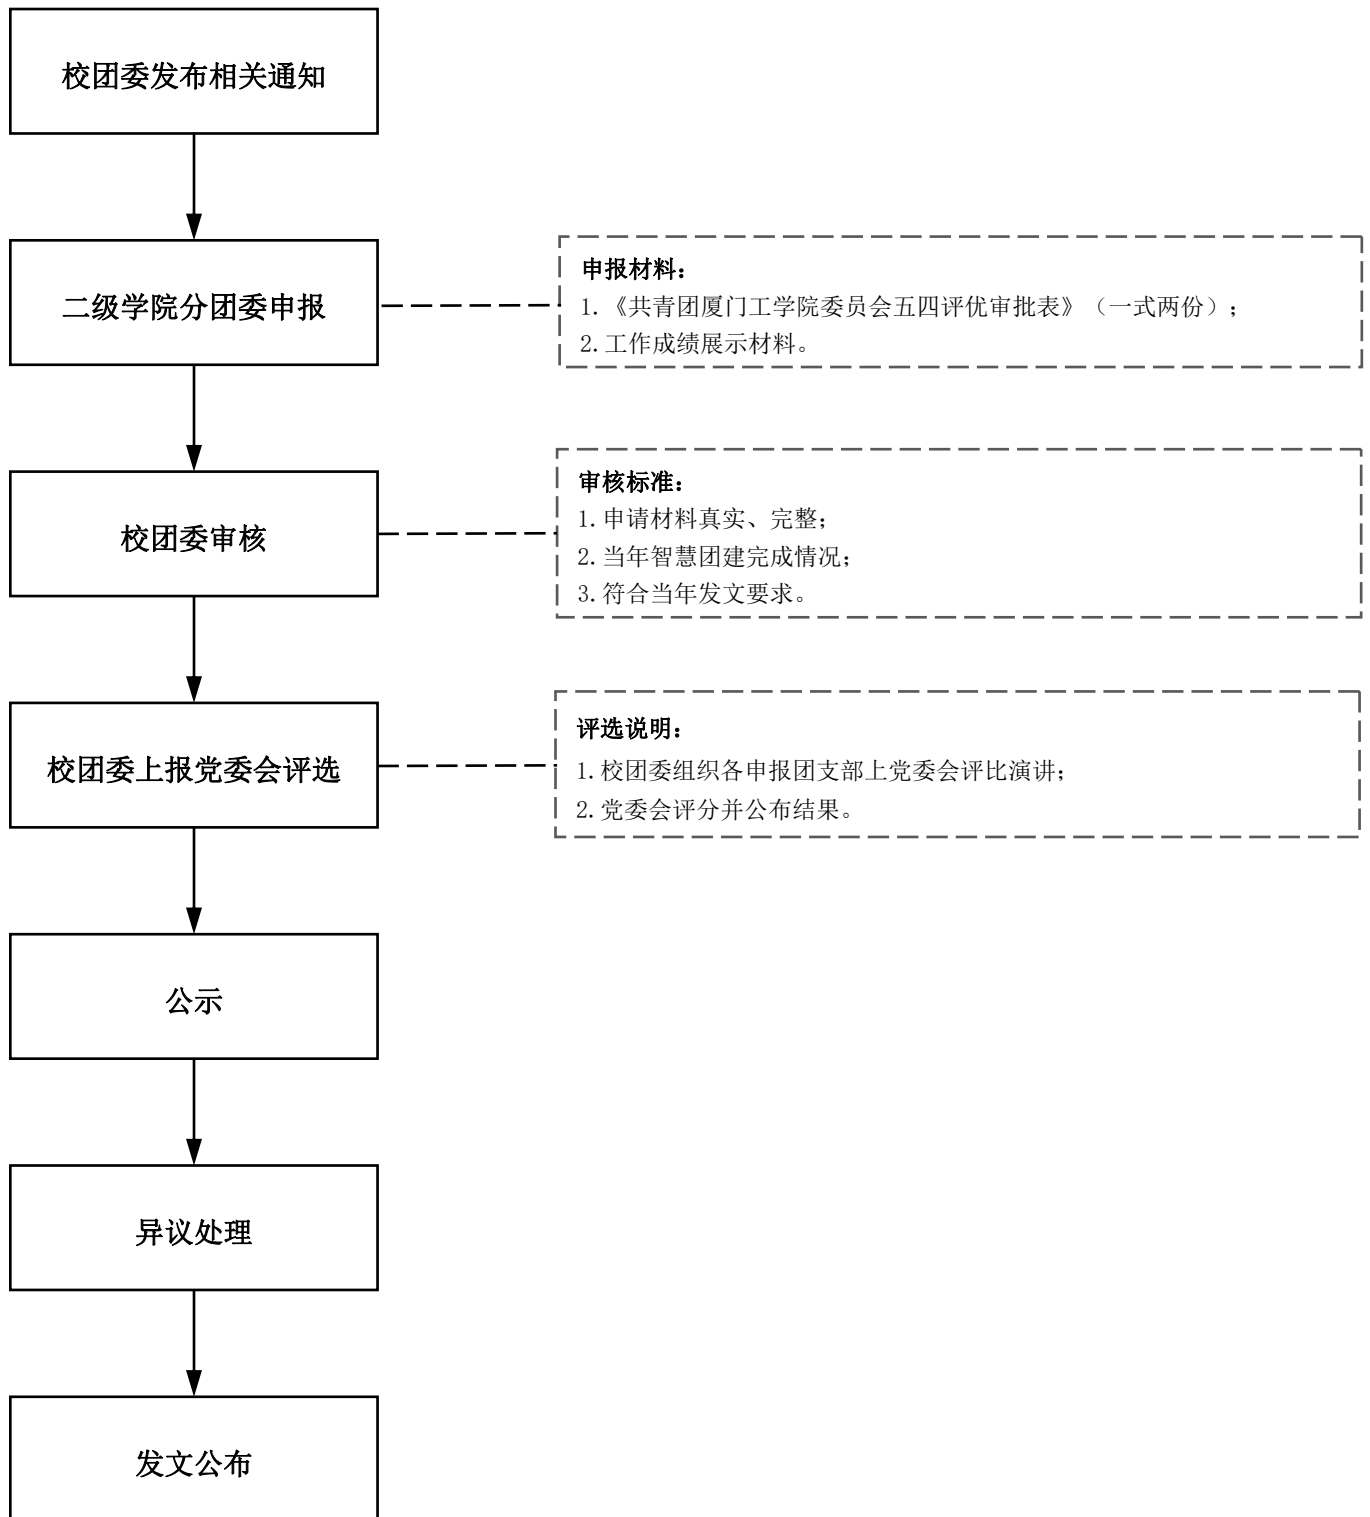 校团委发布相关通知
二级学院分团委申报
申报材料：
1.《共青团厦门工学院委员会五四评优审批表》（一式两份）；
2.工作成绩展示材料。
校团委审核
审核标准：
1.申请材料真实、完整；
2.当年智慧团建完成情况；
3.符合当年发文要求。
校团委上报党委会评选
评选说明：
1.校团委组织各申报团支部上党委会评比演讲；
2.党委会评分并公布结果。
公示
异议处理
发文公布